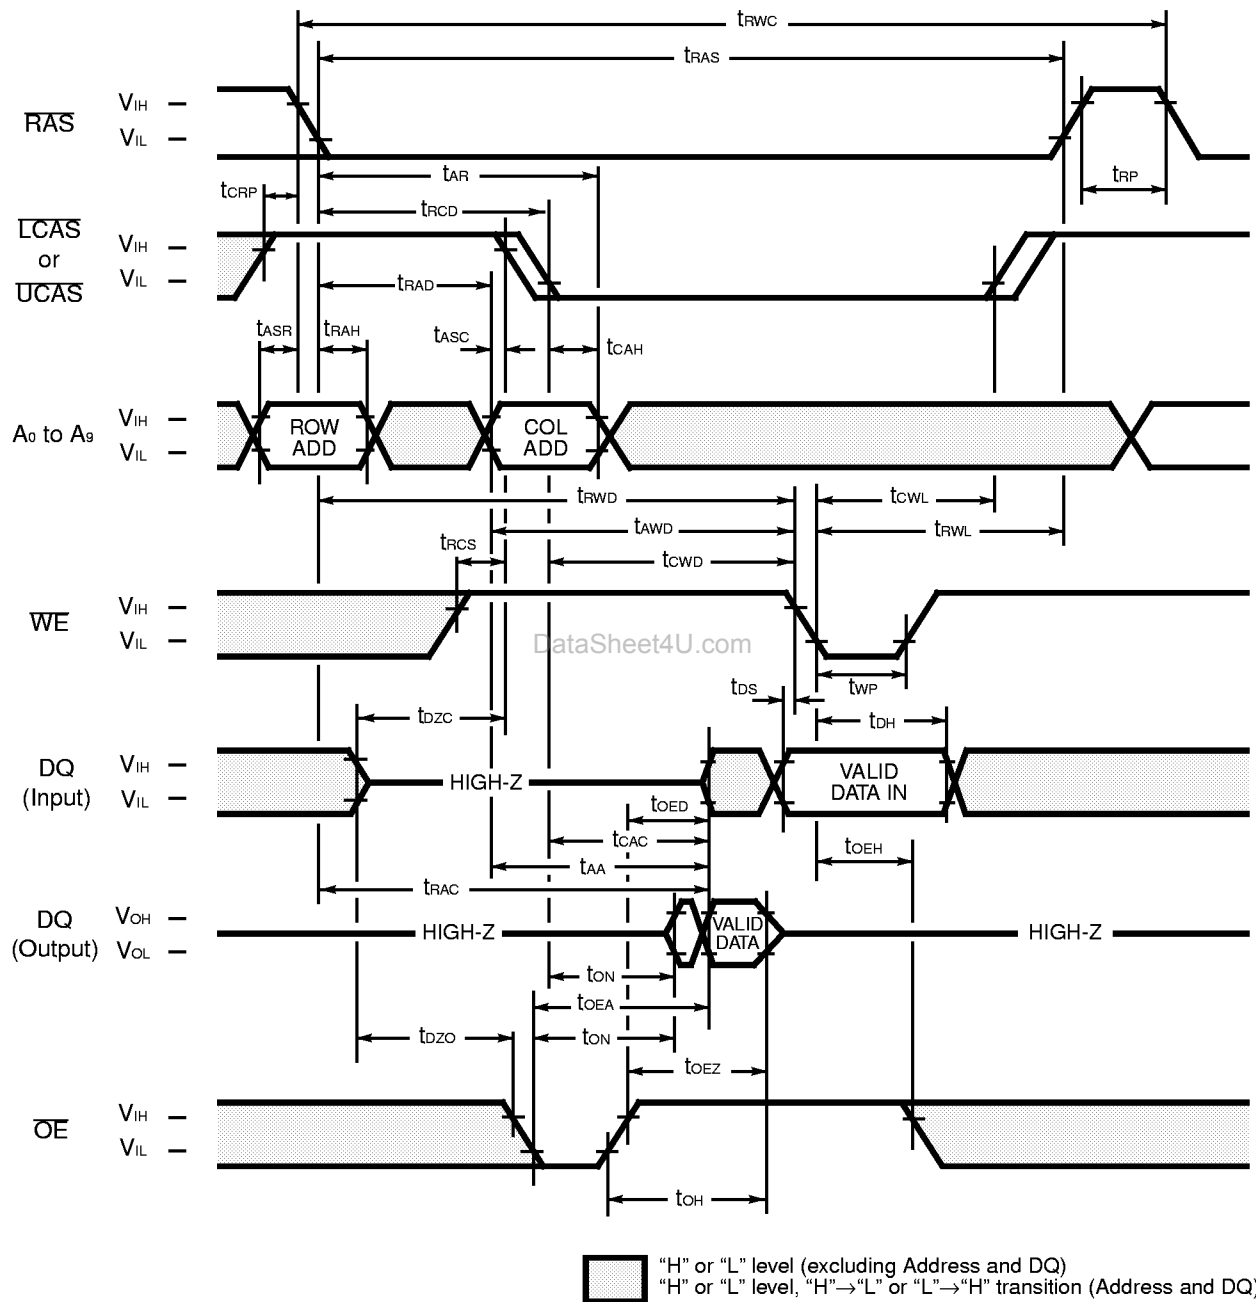 tRWC
tRAS
RAS
VIH
VIL
tCRP
tAR
tRP
tRCD
LCAS
or
UCAS
VIH
VIL
tRAD
tASR
tRAH
tASC
tCAH
A0 to A9
VIH
VIL
ROW
ADD
COL
ADD
tRWD
tCWL
tAWD
tRWL
tRCS
tCWD
WE
VIH
VIL
DataSheet4U.com
tDS
tWP
tDZC
tDH
DQ
(Input)
VIH
VIL
HIGH-Z
VALID
DATA IN
tOED
tCAC
tOEH
tAA
tRAC
DQ
(Output)
VOH
VOL
HIGH-Z
VALID
DATA
HIGH-Z
tON
tOEA
tDZO
tON
tOEZ
OE
VIH
VIL
tOH
“H” or “L” level (excluding Address and DQ)
“H” or “L” level, “H”→“L” or “L”→“H” transition (Address and DQ)